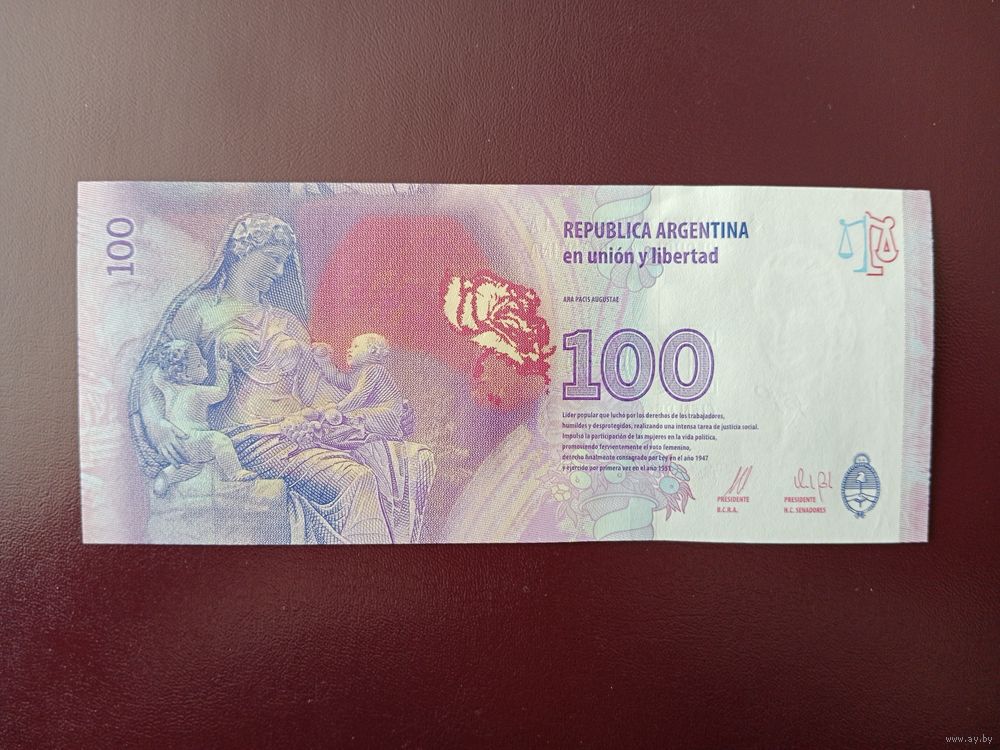 100
REPUBLICA ARGENTINA
en unión y libertad
ARA PACIS AUGUSTAE
100
Líder popular que luchó por los derechos de los trabajadores,
humildes y desprotegidos, realizando una intensa tarea de justicia social.
Impulsó la participación de las mujeres en la vida política,
promoviendo fervientemente el voto femenino,
derecho finalmente consagrado por Ley en el año 1947
y ejercido por primera vez en el año 1951
PRESIDENTE
B.C.R.A.
PRESIDENTE
H.C. SENADORES
www.ay.by